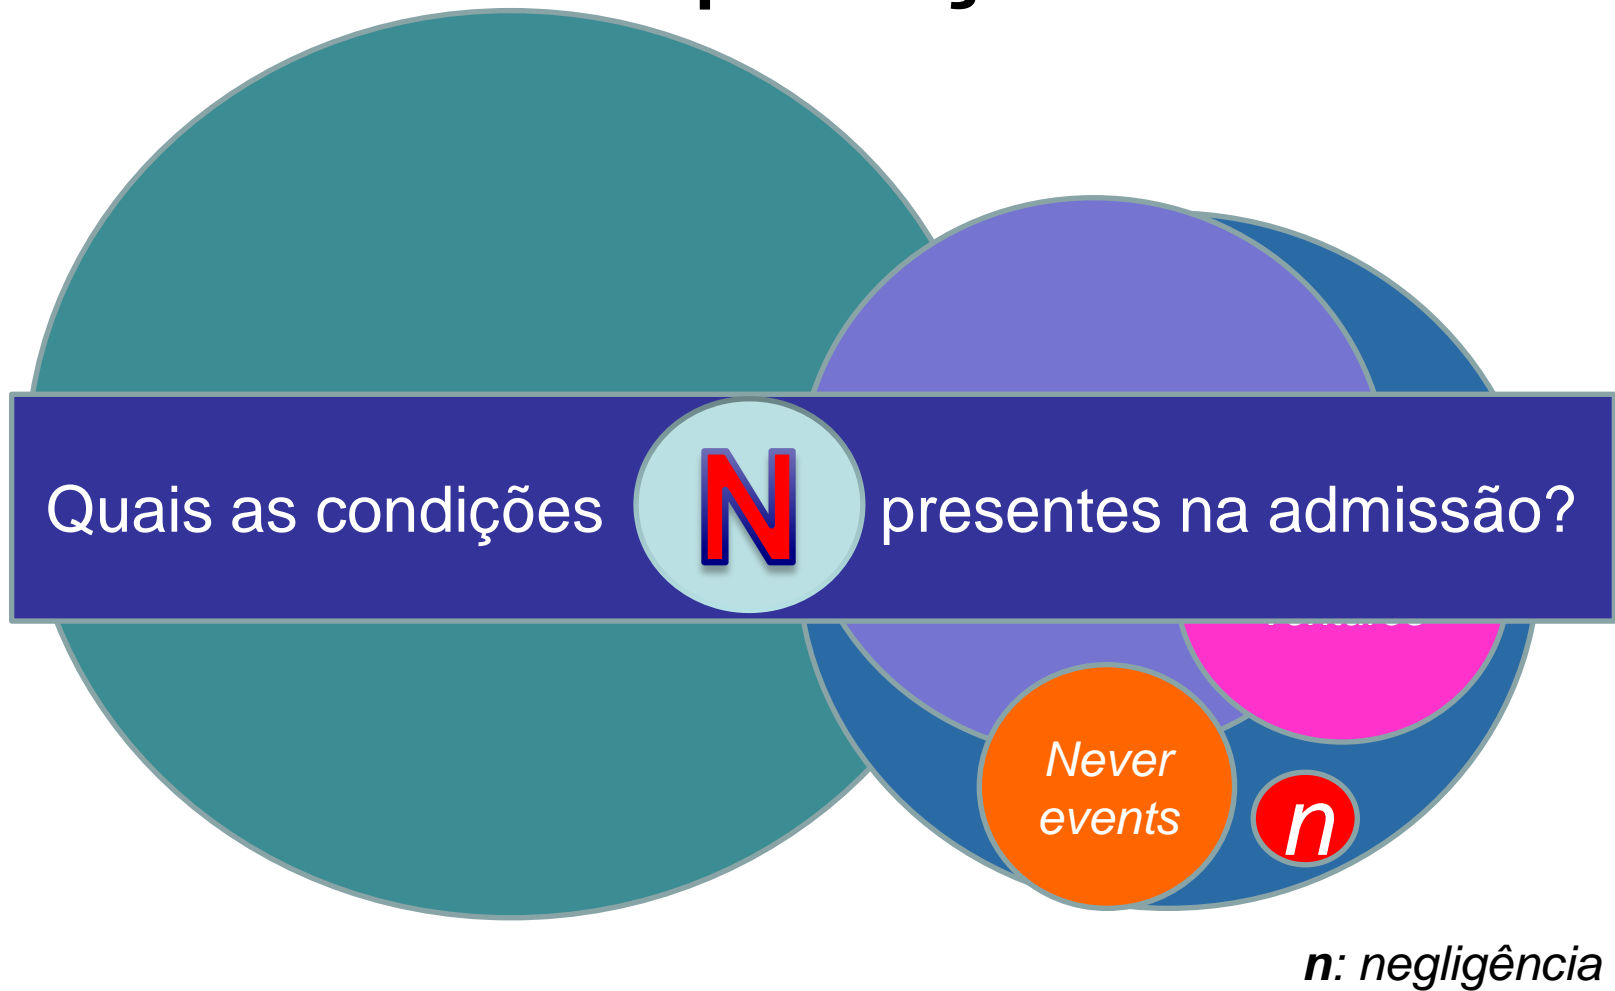 Quais as condições N presentes na admissão?
Never
events
n
n: negligência